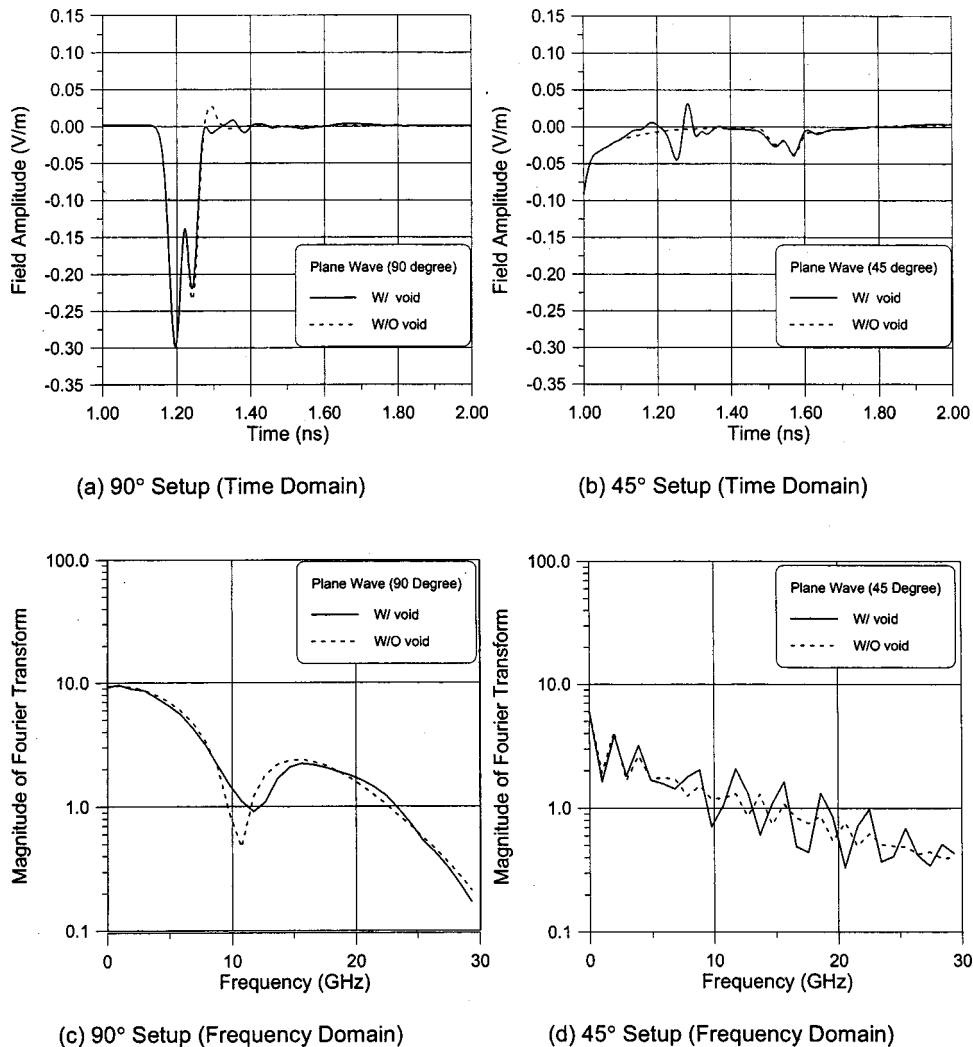 0.15
0.10
0.05
0.00
-0.05
-0.10
-0.15
-0.20
-0.25
-0.30
-0.35
Field Amplitude (V/m)
Plane Wave (90 degree)
W/ void
W/O void
1.00 1.20 1.40 1.60 1.80 2.00
Time (ns)
(a) 90° Setup (Time Domain)
0.15
0.10
0.05
0.00
-0.05
-0.10
-0.15
-0.20
-0.25
-0.30
-0.35
Field Amplitude (V/m)
Plane Wave (45 degree)
W/ void
W/O void
1.00 1.20 1.40 1.60 1.80 2.00
Time (ns)
(b) 45° Setup (Time Domain)
100.0
10.0
1.0
0.1
Magnitude of Fourier Transform
Plane Wave (90 Degree)
W/ void
W/O void
0 10 20 30
Frequency (GHz)
(c) 90° Setup (Frequency Domain)
100.0
10.0
1.0
0.1
Magnitude of Fourier Transform
Plane Wave (45 Degree)
W/ void
W/O void
0 10 20 30
Frequency (GHz)
(d) 45° Setup (Frequency Domain)